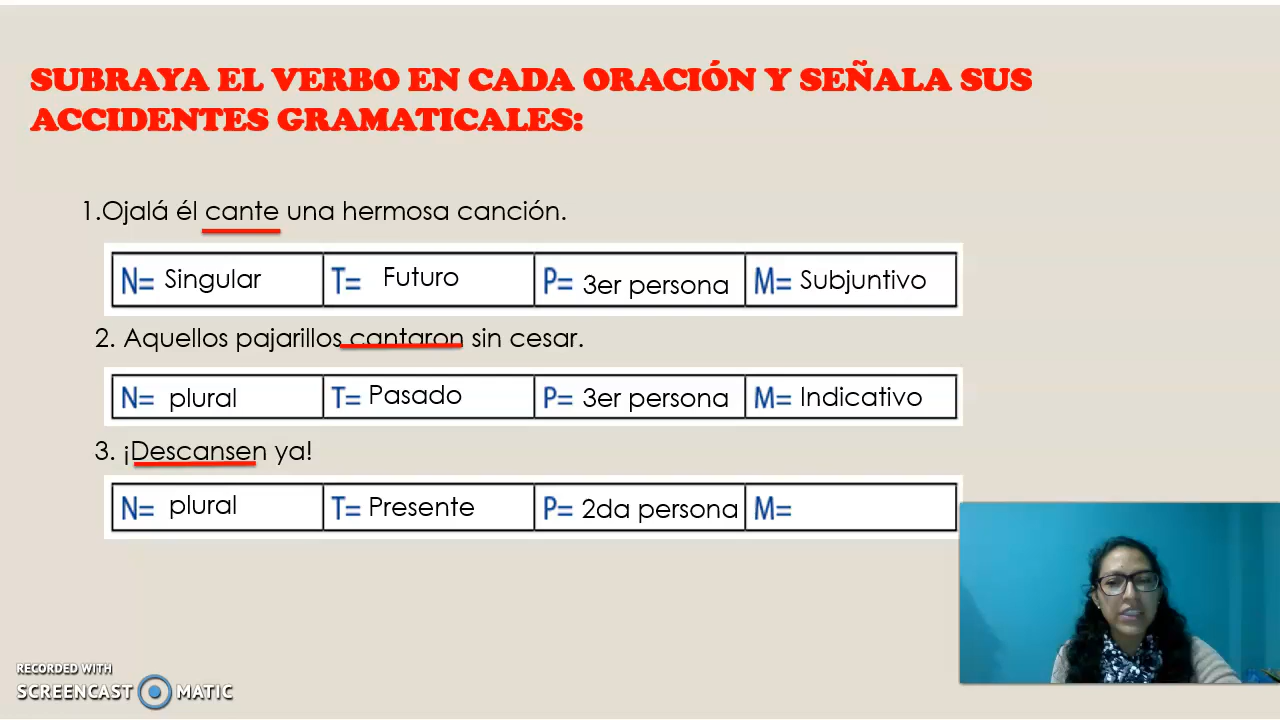 SUBRAYA EL VERBO EN CADA ORACIÓN Y SEÑALA SUS
ACCIDENTES GRAMATICALES:
1.Ojalá él cante una hermosa canción.
N= Singular T= Futuro P= 3er persona M= Subjuntivo
2. Aquellos pajarillos cantaron sin cesar.
N= plural T= Pasado P= 3er persona M= Indicativo
3. ¡Descansen ya!
N= plural T= Presente P= 2da persona M=
RECORDED WITH
SCREENCAST MATIC